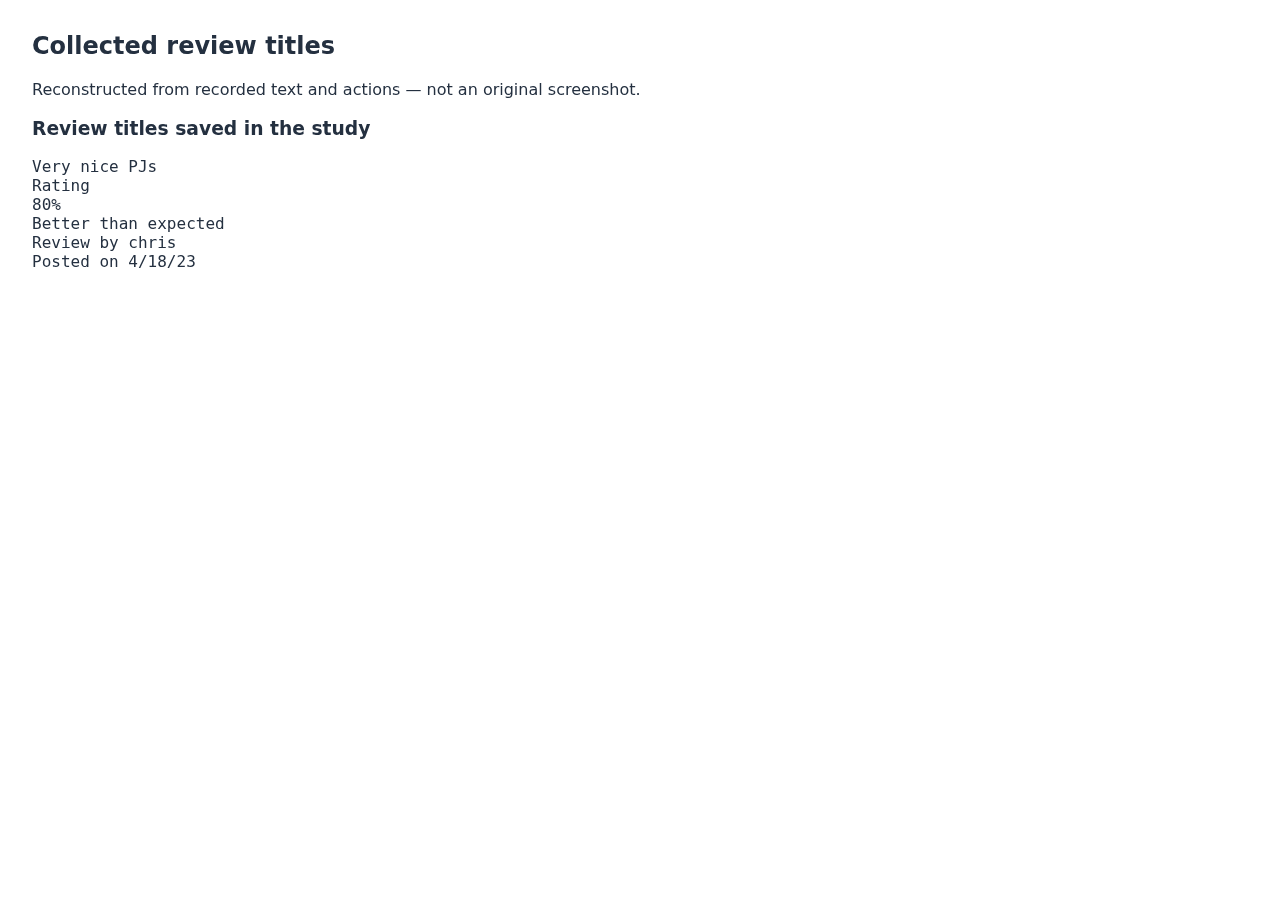 Collected review titles
Reconstructed from recorded text and actions — not an original screenshot.
Review titles saved in the study
Very nice PJs
Rating
80%
Better than expected
Review by chris
Posted on 4/18/23